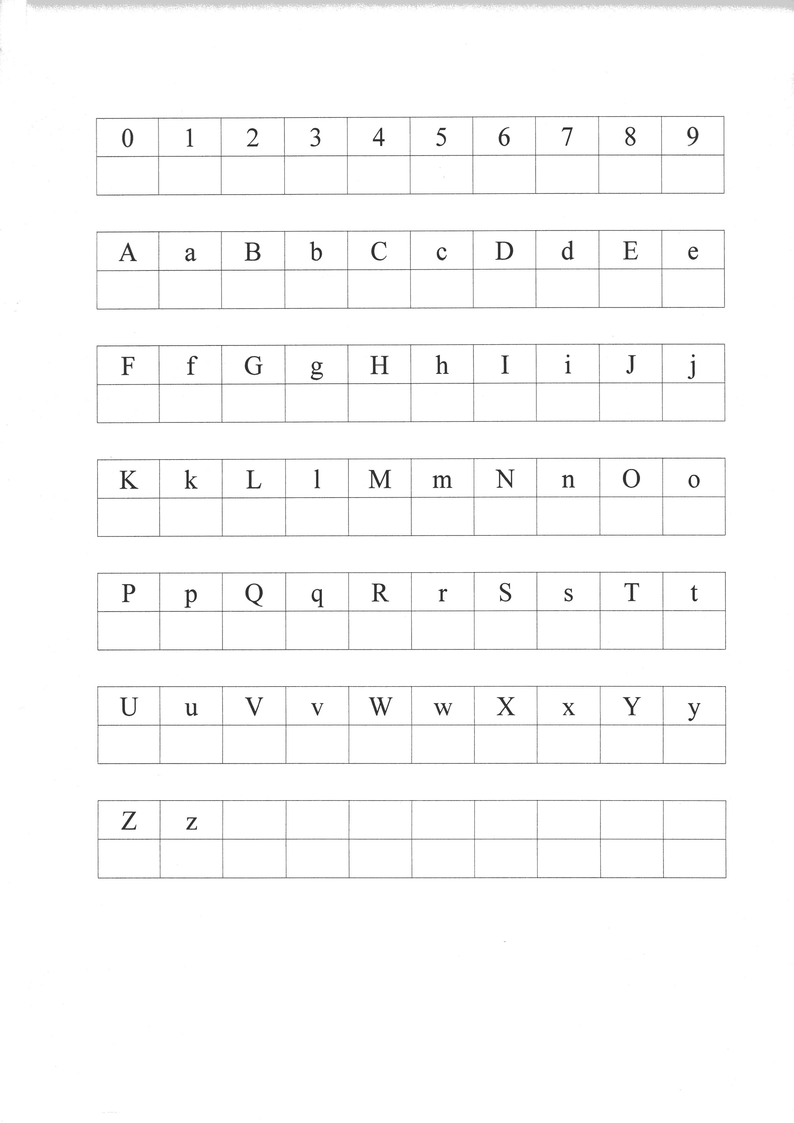 0 1 2 3 4 5 6 7 8 9
A a B b C c D d E e
F f G g H h I i J j
K k L l M m N n O o
P p Q q R r S s T t
U u V v W w X x Y y
Z z